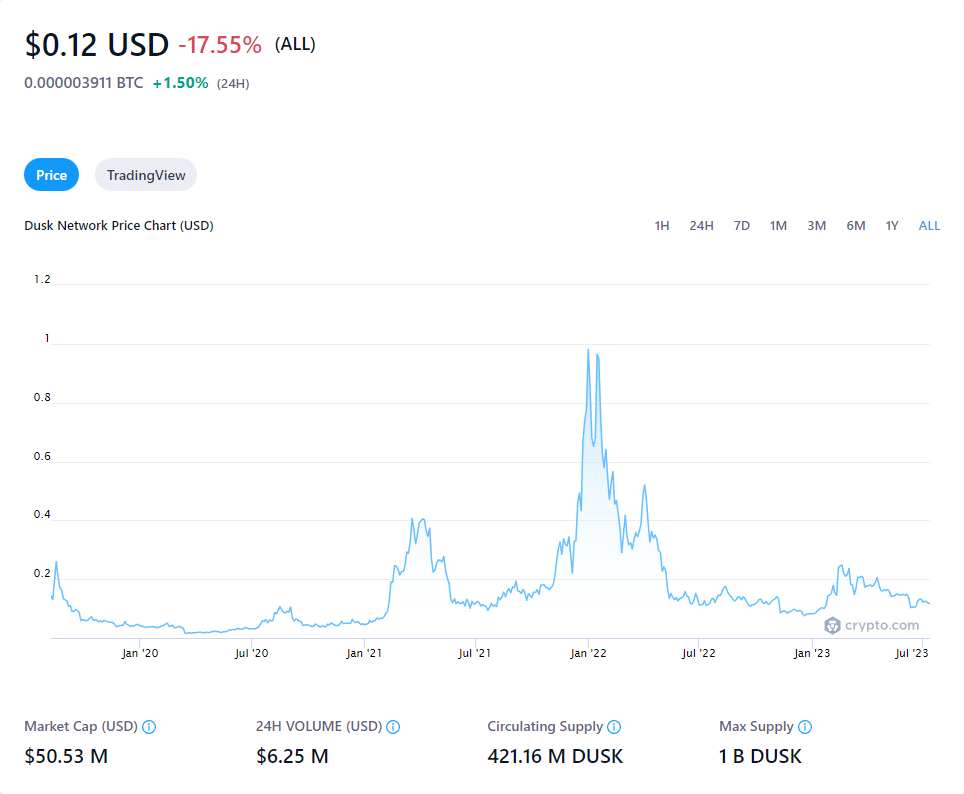 $0.12 USD -17.55% (ALL)
0.000003911 BTC +1.50% (24H)
Price TradingView
Dusk Network Price Chart (USD) 1H 24H 7D 1M 3M 6M 1Y ALL
1.2
1
0.8
0.6
0.4
0.2
crypto.com
Jan '20 Jul '20 Jan '21 Jul '21 Jan '22 Jul '22 Jan '23 Jul '23
Market Cap (USD) 24H VOLUME (USD) Circulating Supply Max Supply
$50.53 M $6.25 M 421.16 M DUSK 1 B DUSK